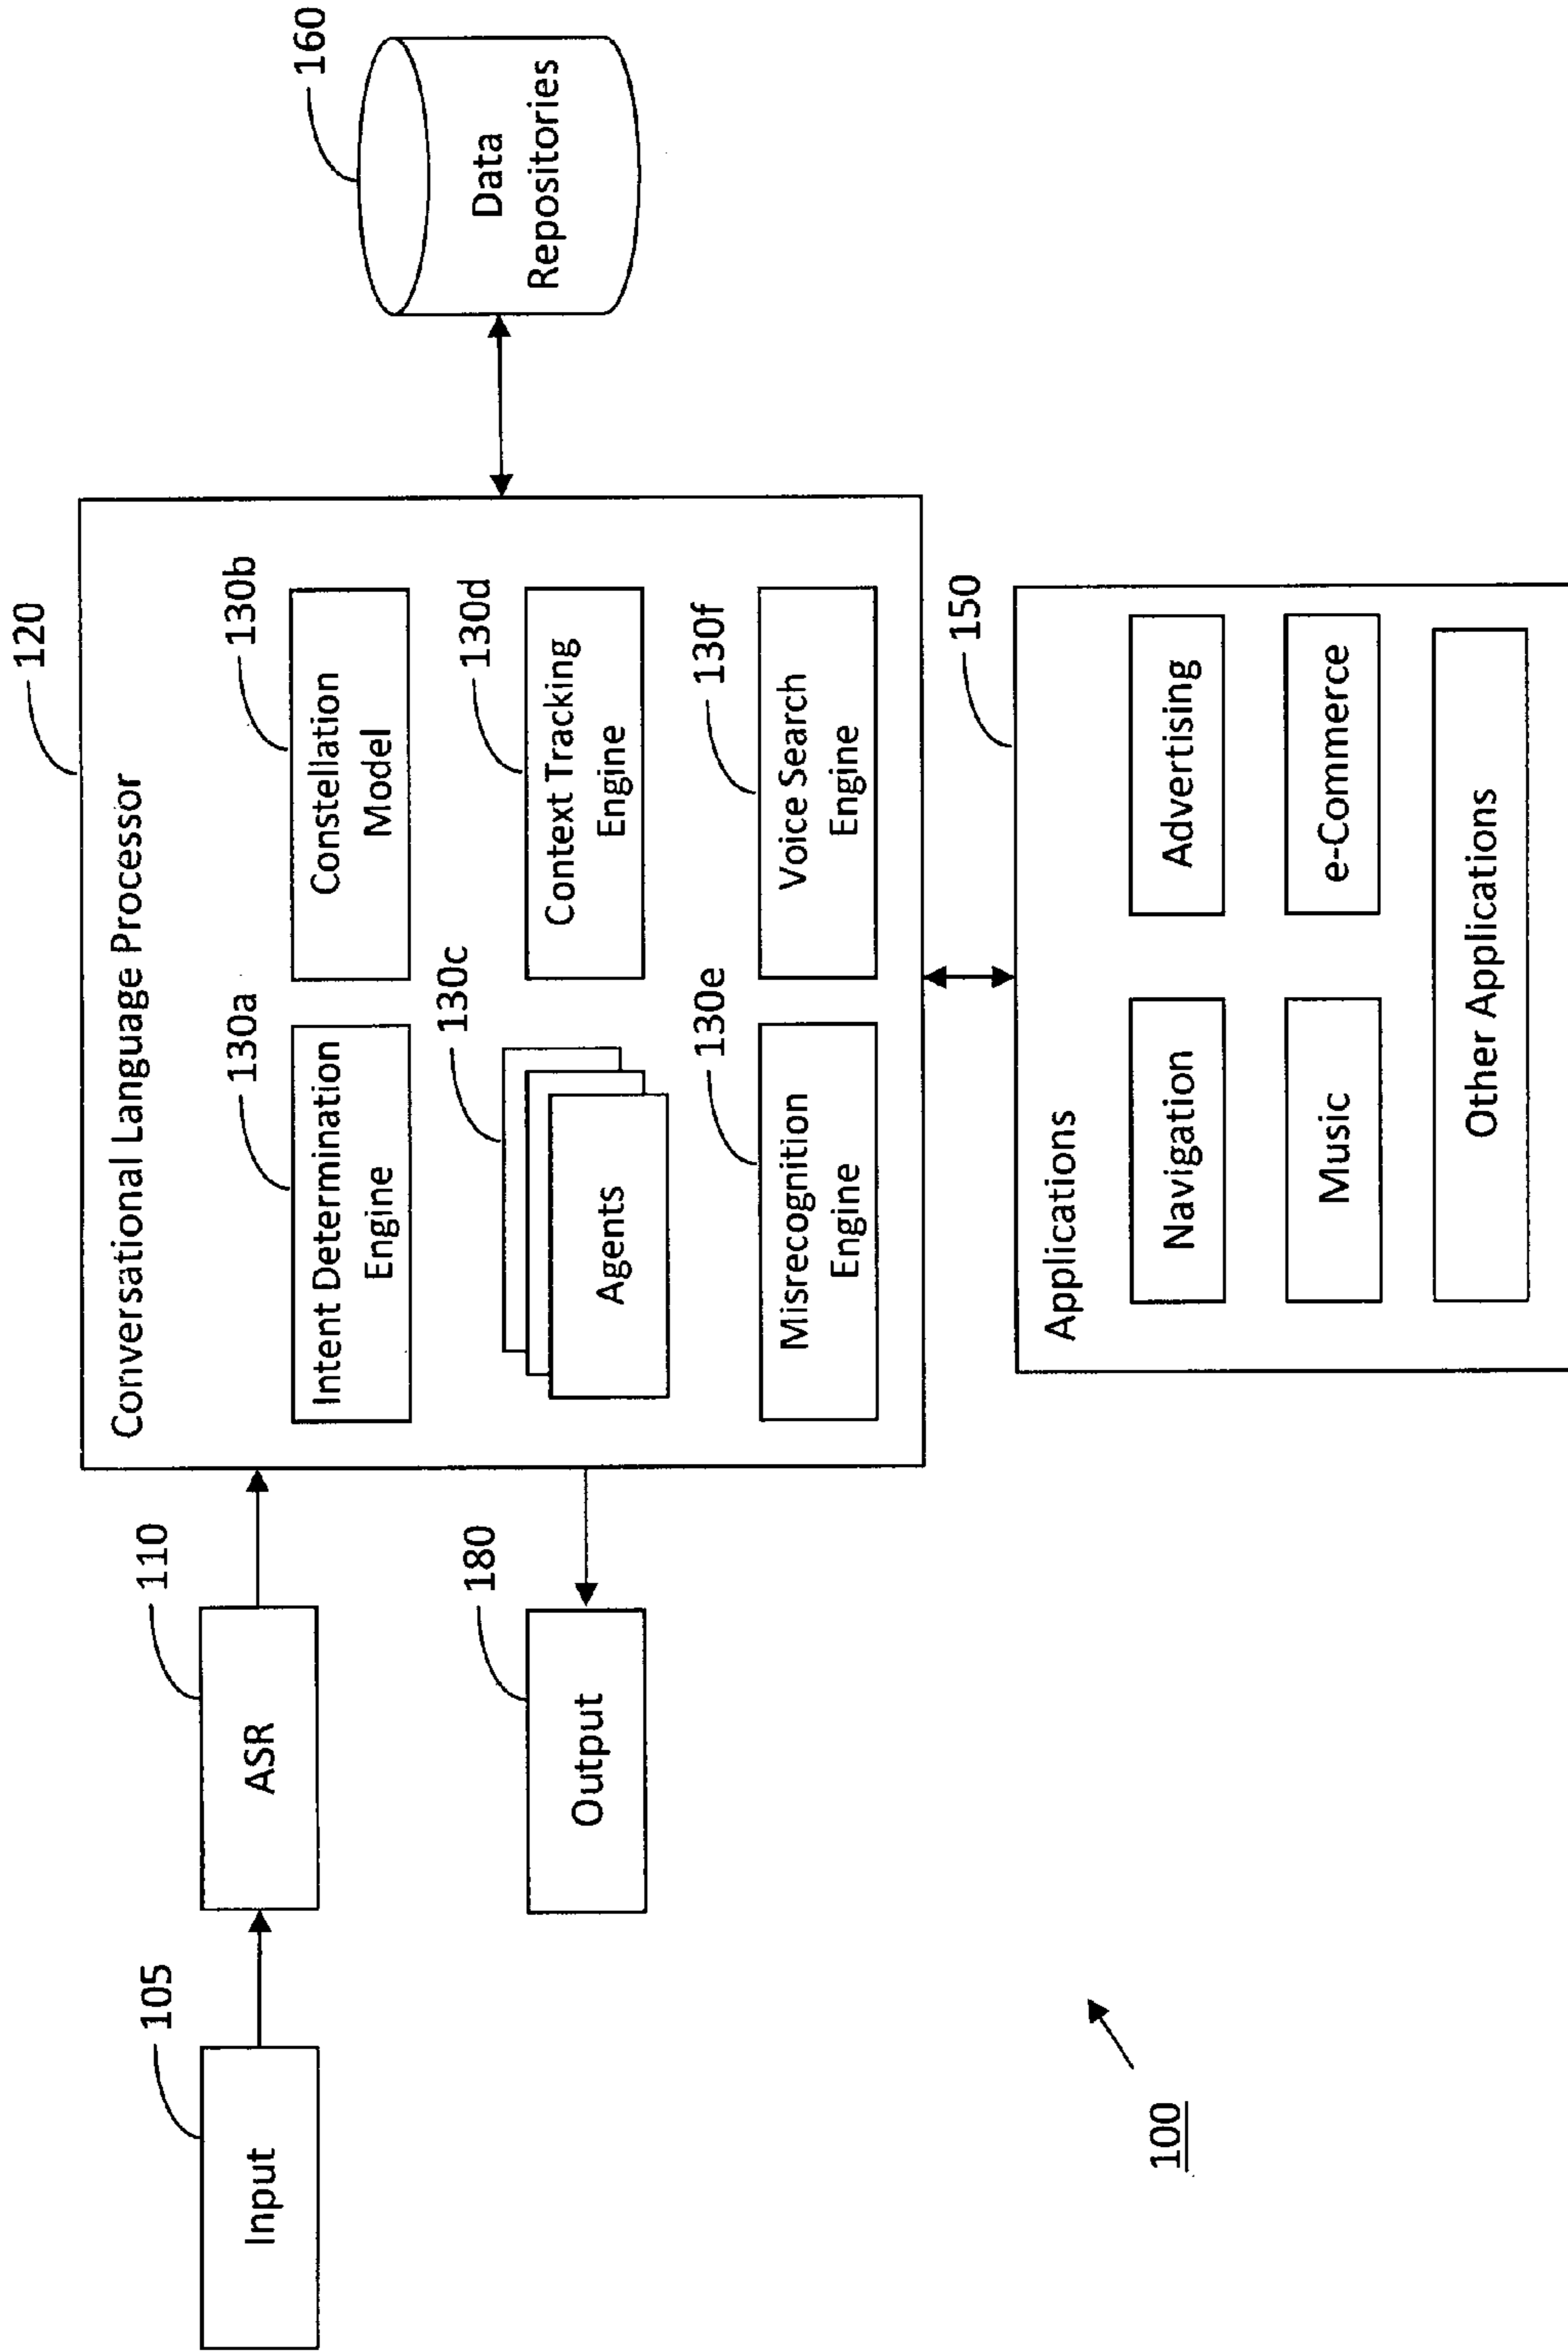 120
Conversational Language Processor
130a
Intent Determination
Engine
130b
Constellation
Model
130c
Agents
130d
Context Tracking
Engine
130e
Misrecognition
Engine
130f
Voice Search
Engine
105
Input
110
ASR
180
Output
160
Data
Repositories
150
Applications
Navigation
Advertising
Music
e-Commerce
Other Applications
100